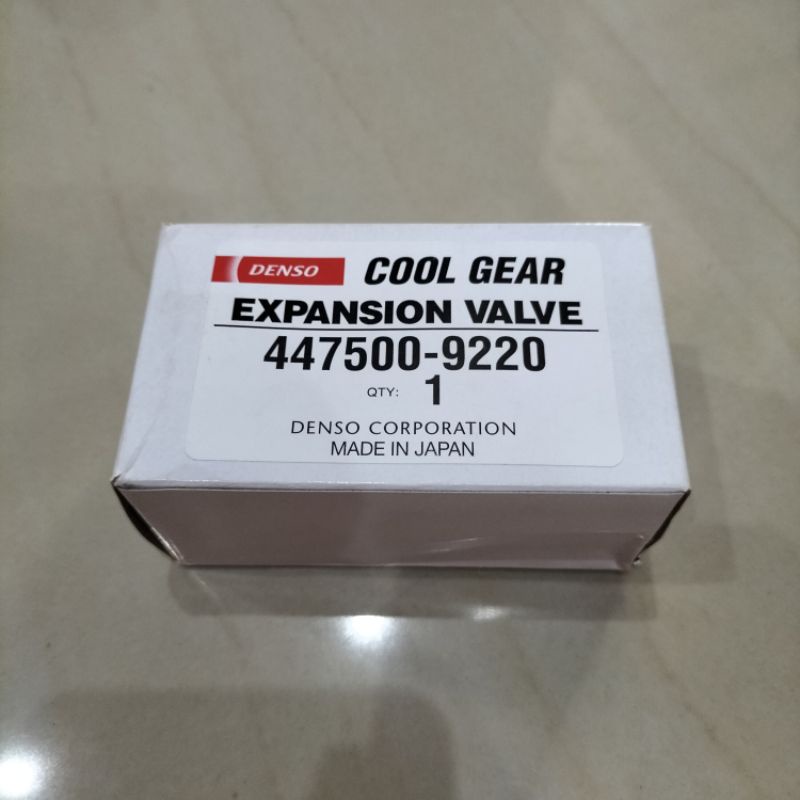 DENSO COOL GEAR
EXPANSION VALVE
447500-9220
QTY: 1
DENSO CORPORATION
MADE IN JAPAN